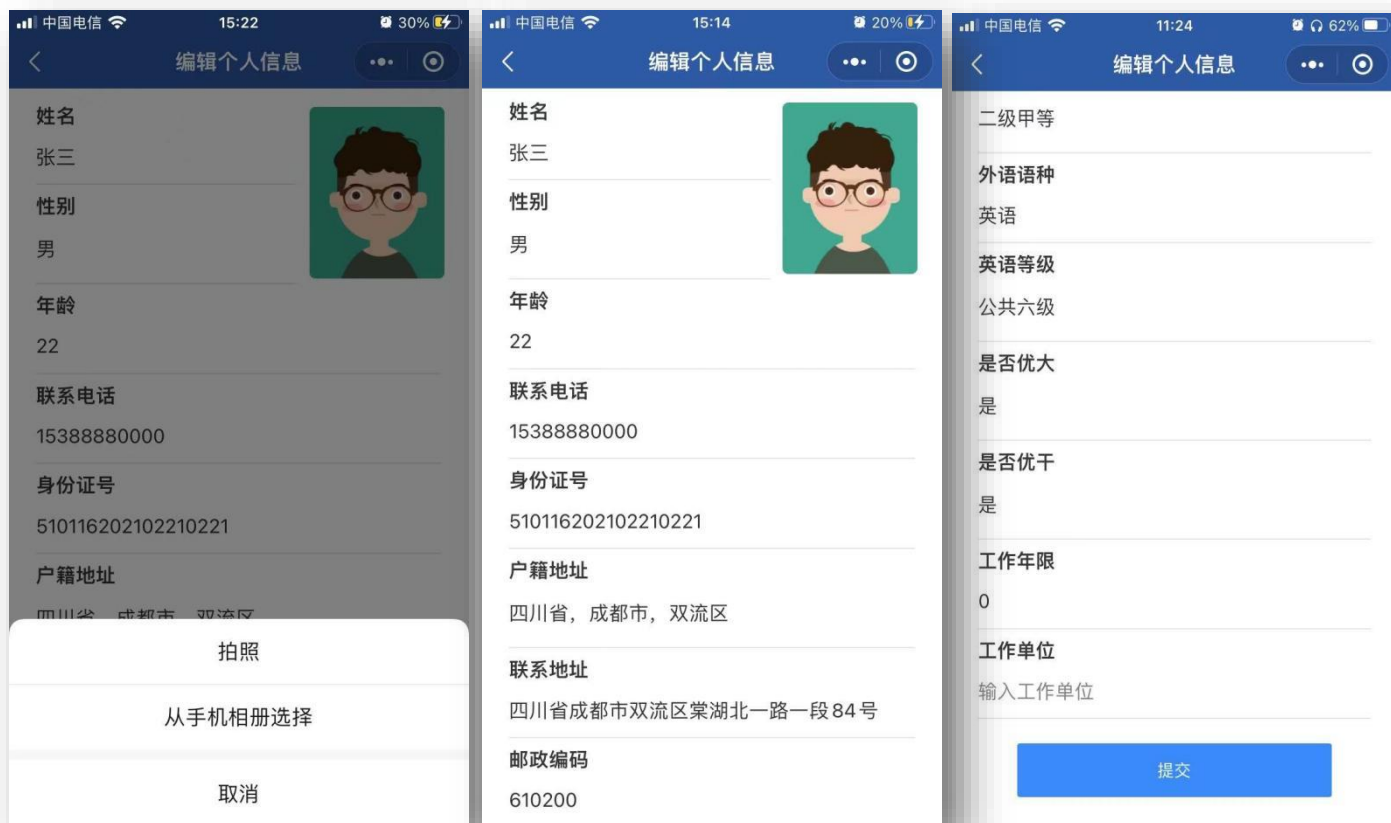 中国电信
15:22
30%
编辑个人信息
姓名
张三
性别
男
年龄
22
联系电话
15388880000
身份证号
510116202102210221
户籍地址
四川省，成都市，双流区
拍照
从手机相册选择
取消
中国电信
15:14
20%
编辑个人信息
姓名
张三
性别
男
年龄
22
联系电话
15388880000
身份证号
510116202102210221
户籍地址
四川省，成都市，双流区
联系地址
四川省成都市双流区棠湖北一路一段84号
邮政编码
610200
中国电信
11:24
62%
编辑个人信息
二级甲等
外语语种
英语
英语等级
公共六级
是否优大
是
是否优干
是
工作年限
0
工作单位
输入工作单位
提交